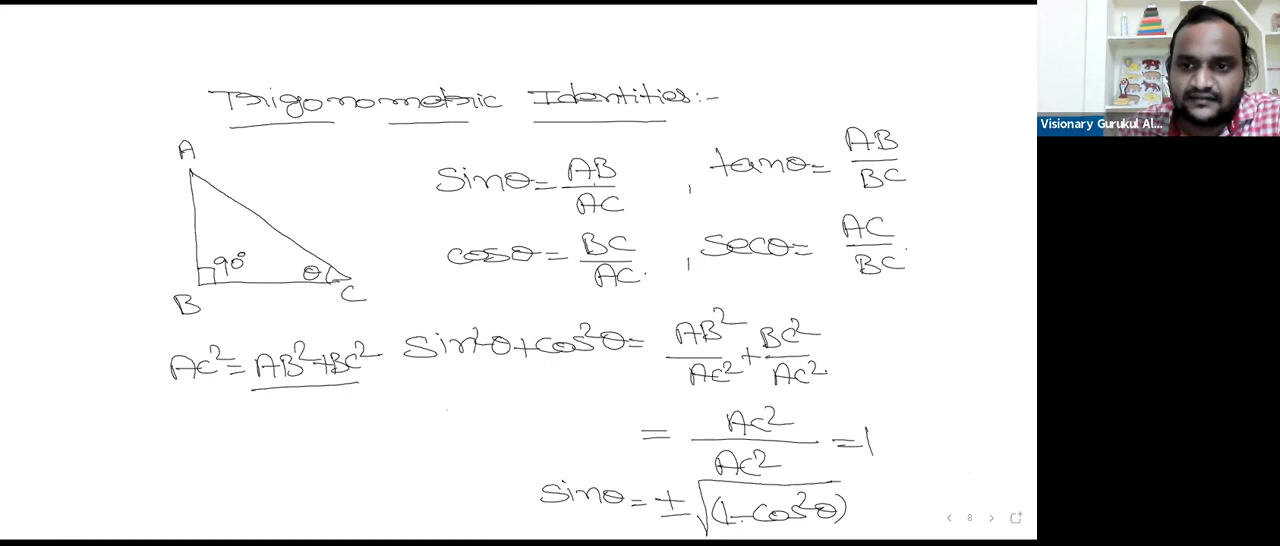 Trigonometric Identities:-
A
90°
θ
B
C
Sinθ = AB/AC , tanθ = AB/BC
cosθ = BC/AC. , Secθ = AC/BC.
AC² = AB²+BC²
Sin²θ+cos²θ = AB²/AC² + BC²/AC².
= AC²/AC² = 1
sinθ = ± √(1-cos²θ)
Visionary Gurukul Al...
8